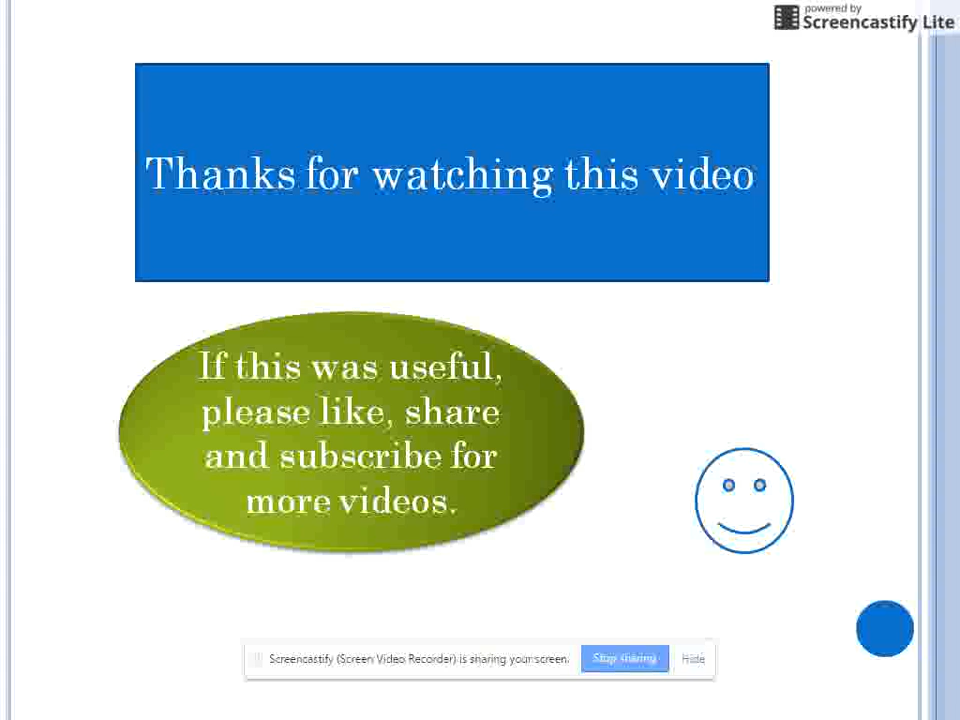 powered by
Screencastify Lite
Thanks for watching this video
If this was useful,
please like, share
and subscribe for
more videos.
Screencastify (Screen Video Recorder) is sharing your screen.
Stop sharing
Hide